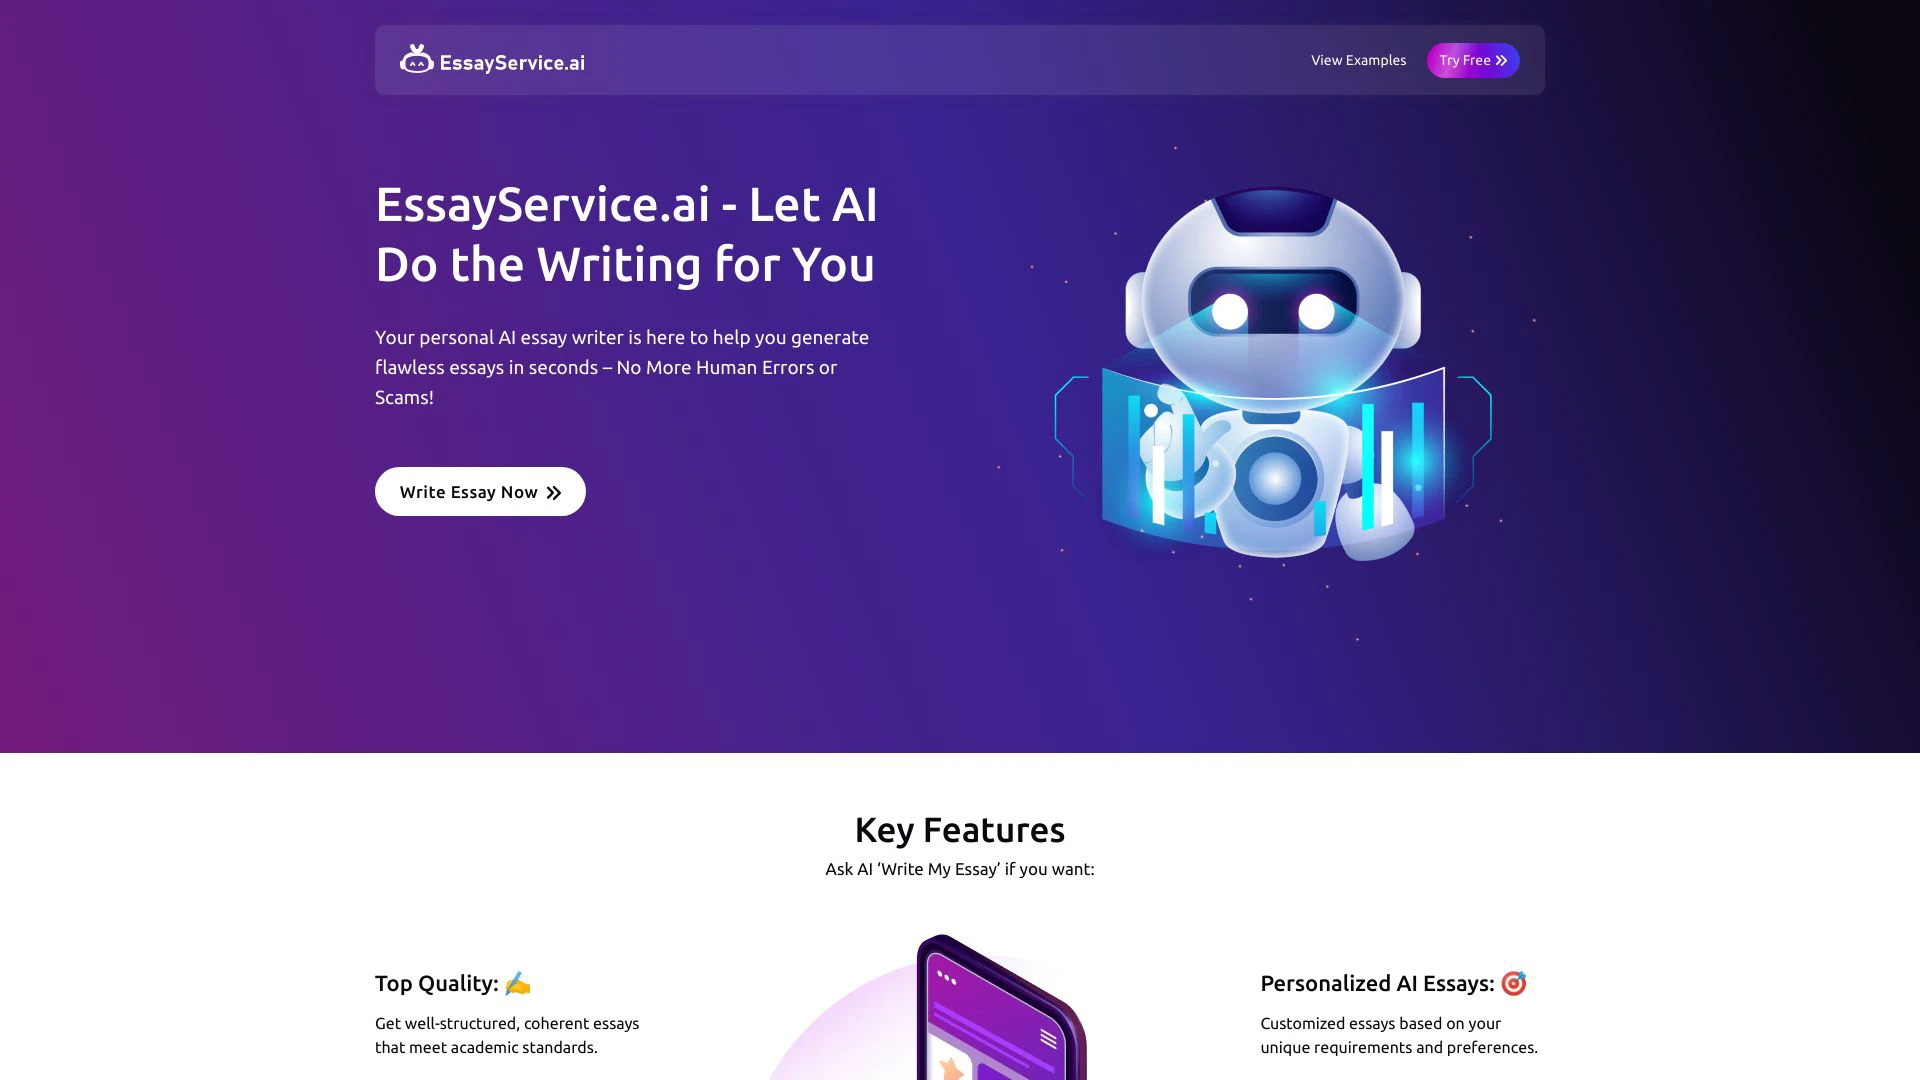 EssayService.ai
View Examples
Try Free
EssayService.ai - Let AI
Do the Writing for You
Your personal AI essay writer is here to help you generate
flawless essays in seconds – No More Human Errors or
Scams!
Write Essay Now
Key Features
Ask AI ‘Write My Essay’ if you want:
Top Quality: ✍️
Get well-structured, coherent essays
that meet academic standards.
Personalized AI Essays: 🎯
Customized essays based on your
unique requirements and preferences.